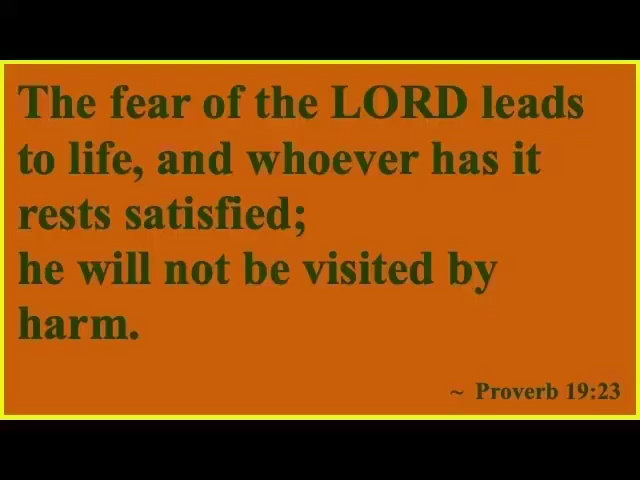 The fear of the LORD leads
to life, and whoever has it
rests satisfied;
he will not be visited by
harm.
~ Proverb 19:23